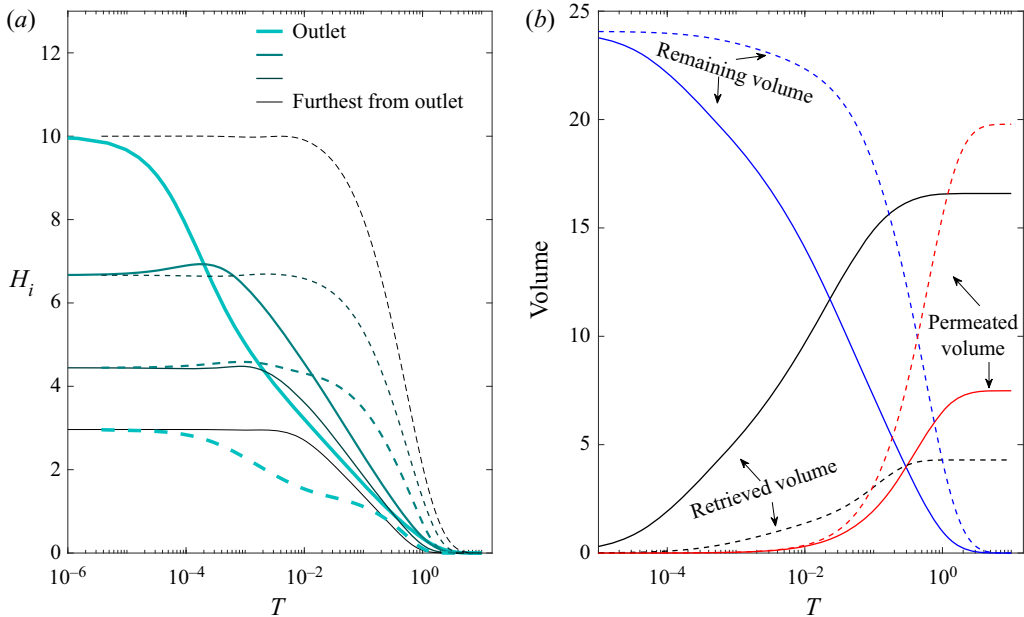 (a)
12
10
8
6
4
2
0
H_i
10⁻⁶
10⁻⁴
10⁻²
10⁰
T
Outlet
Furthest from outlet
(b)
25
20
15
10
5
0
Volume
10⁻⁴
10⁻²
10⁰
T
Remaining volume
Permeated
volume
Retrieved volume